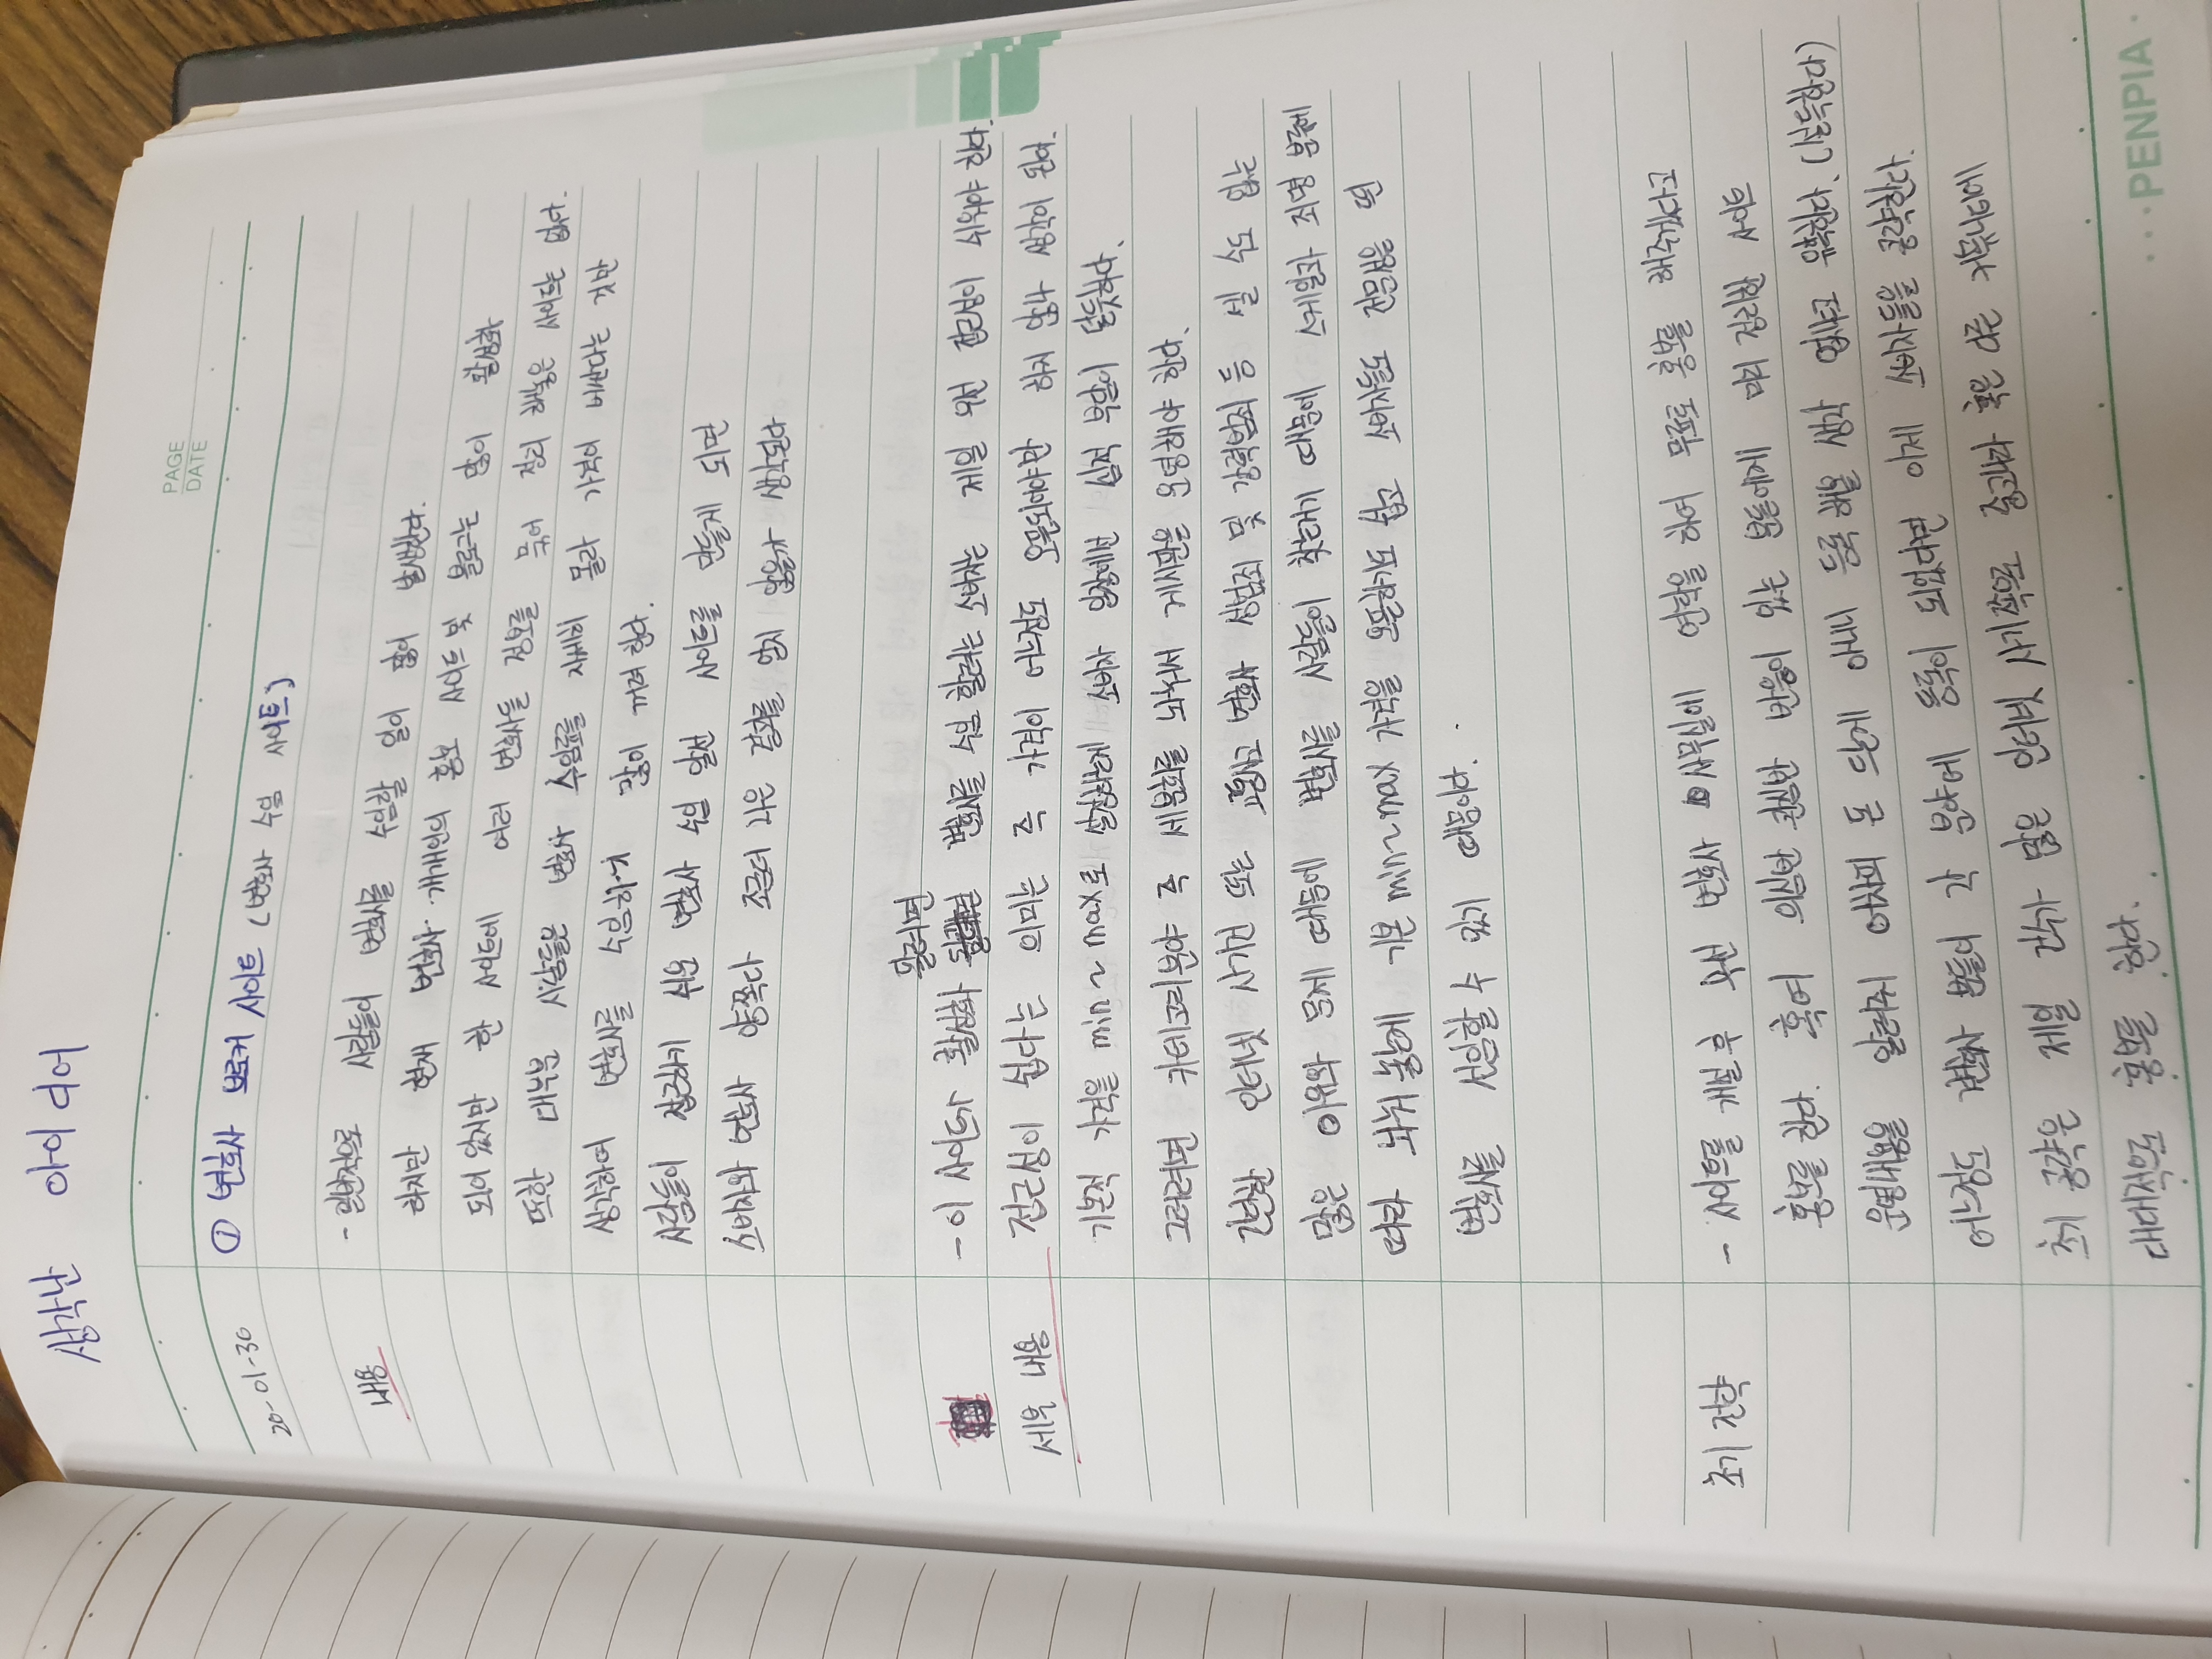 생각난 아이디어
PAGE
DATE
20-01-30 ① 변호사 브로커 사이트 (변호사 수임 사이트)
내용 - 일반적으로 사람들이 변호사를 수임할 일이 많이 발생한다.
하지만 현재 변호사 개개인의 홍보 사이트 및 블로그는 많이 활성화
되어 있지만 한 사이트에 여러 변호사들 정보를 묶어 정리 해놓은 사이트는 없다.
또한 대부분 사람들은 변호사 수임료를 자세히 몰라 가격이 비싼다는 것만
생각하여 변호사를 수임하기 많이 꺼려 한다.
사람들이 접근하기 쉬운 변호사 수임 알선 사이트를 만들게 되면
소비자와 변호사 양쪽다 조금더 나은 결과를 얻지 않을까 생각된다
될려면
- 이 사이트가 활성화 변호사를 수임 할려는 소비자는 제일 우선 접근성이 쉬워야 한다.
세부 내용 접근성이 쉽다는 의미는 즉 가격이 어느정도 오픈되어야만 하지 않나 생각이 된다.
기본적 가격을 min ~ max로 설정하는게 소비자 입장에선 심적 부담이 덜듯하다.
그러려면 카테고리분야 즉 세분화를 놔눠서 게시판은 운영해야 한다.
간단한 인터넷 사기건 또는 교통사고 변호사 성범죄 및 강력범죄 등 셀 수도 없는
많은 이유와 문제 때문에 변호사를 사람들이 찾는거기 때문에 스케일과 죄명 분류에
따라 놔눠 놓는게 기본 min ~ max 가격을 오픈하기도 쉽고 소비자들도 전문성을 띈
변호사를 선임할 수 있기 때문이다.
초기 전략 - 사이트를 개설 후 우선 변호사 사무실에 연락을 하여 무료로 홍보를 해주겠다고
홍보를 한다. 혹여 의심반 관심반 반응이 있는 분들에게 미리 정리한 사이트
운영내용을 알려줘 어차피 돈 드는게 아니니 등록 해볼 생각 없냐고 유혹한다. (설득한다)
어느정도 변호사 분들이 각 분야에 등록이 되었다면 이제 소비자들을 공략한다.
초기 공략은 제일 건수가 많은 인터넷 사기쪽으로 중고나라 혹은 다른 커뮤니티에
대대적으로 홍보를 한다.
PENPIA